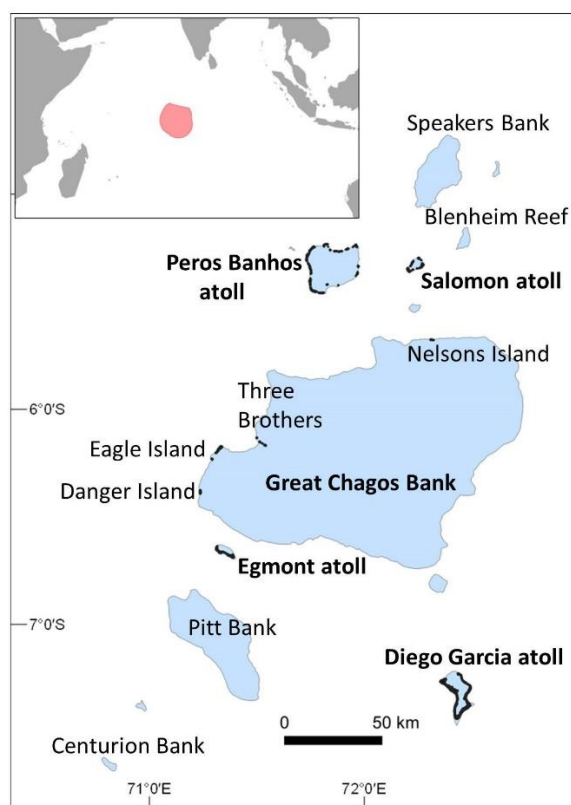 Speakers Bank
Blenheim Reef
Peros Banhos
atoll
Salomon atoll
Nelsons Island
6°0'S
Three
Brothers
Eagle Island
Great Chagos Bank
Danger Island
Egmont atoll
7°0'S
Pitt Bank
Diego Garcia atoll
0 50 km
Centurion Bank
71°0'E 72°0'E